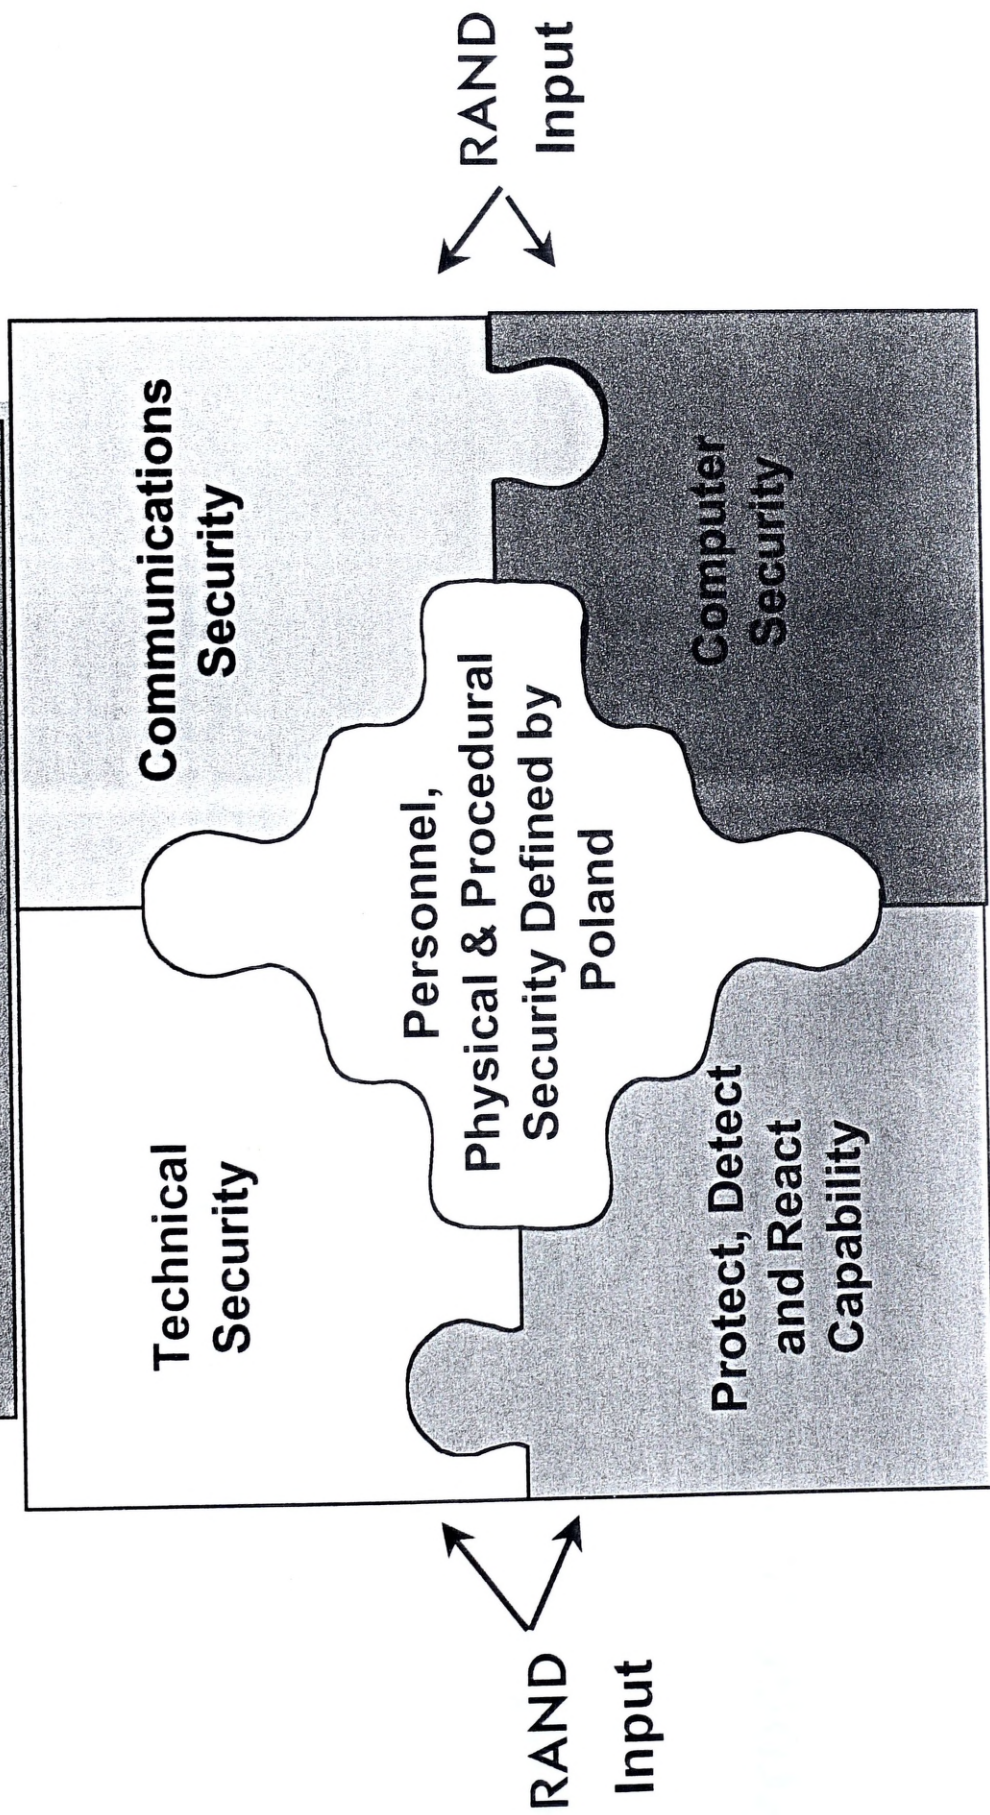 Technical
Security
Communications
Security
RAND
Input
Personnel,
Physical & Procedural
Security Defined by
Poland
RAND
Input
Protect, Detect
and React
Capability
Computer
Security